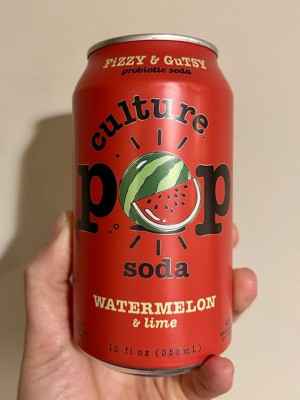 FiZZY & GuTSY
probiotic soda
culture
pop
soda
WATERMELON
& lime
12 fl oz (355mL)